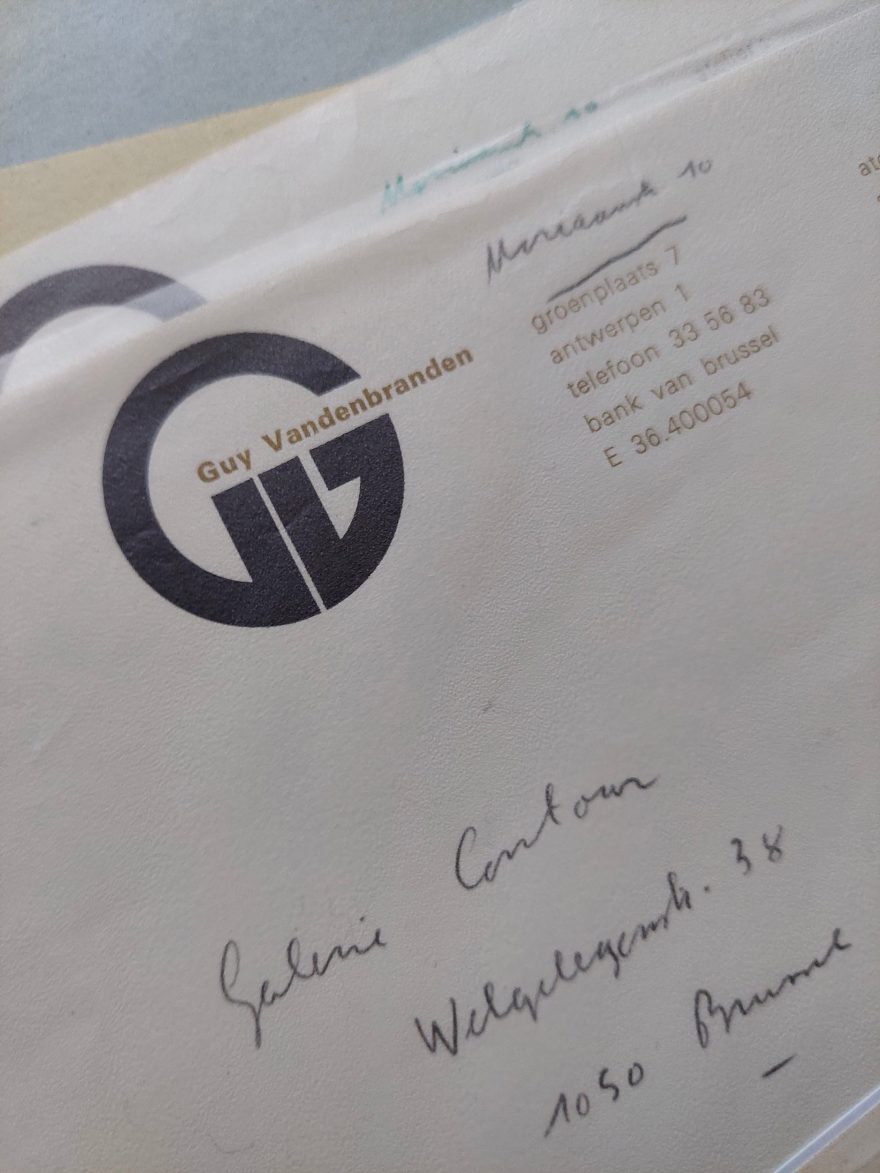 10
10
groenplaats 7
antwerpen 1
telefoon 33 56 83
bank van brussel
E 36.400054
Guy Vandenbranden
Galerie Contour
Welgelegenstr. 38
1050 Brussel